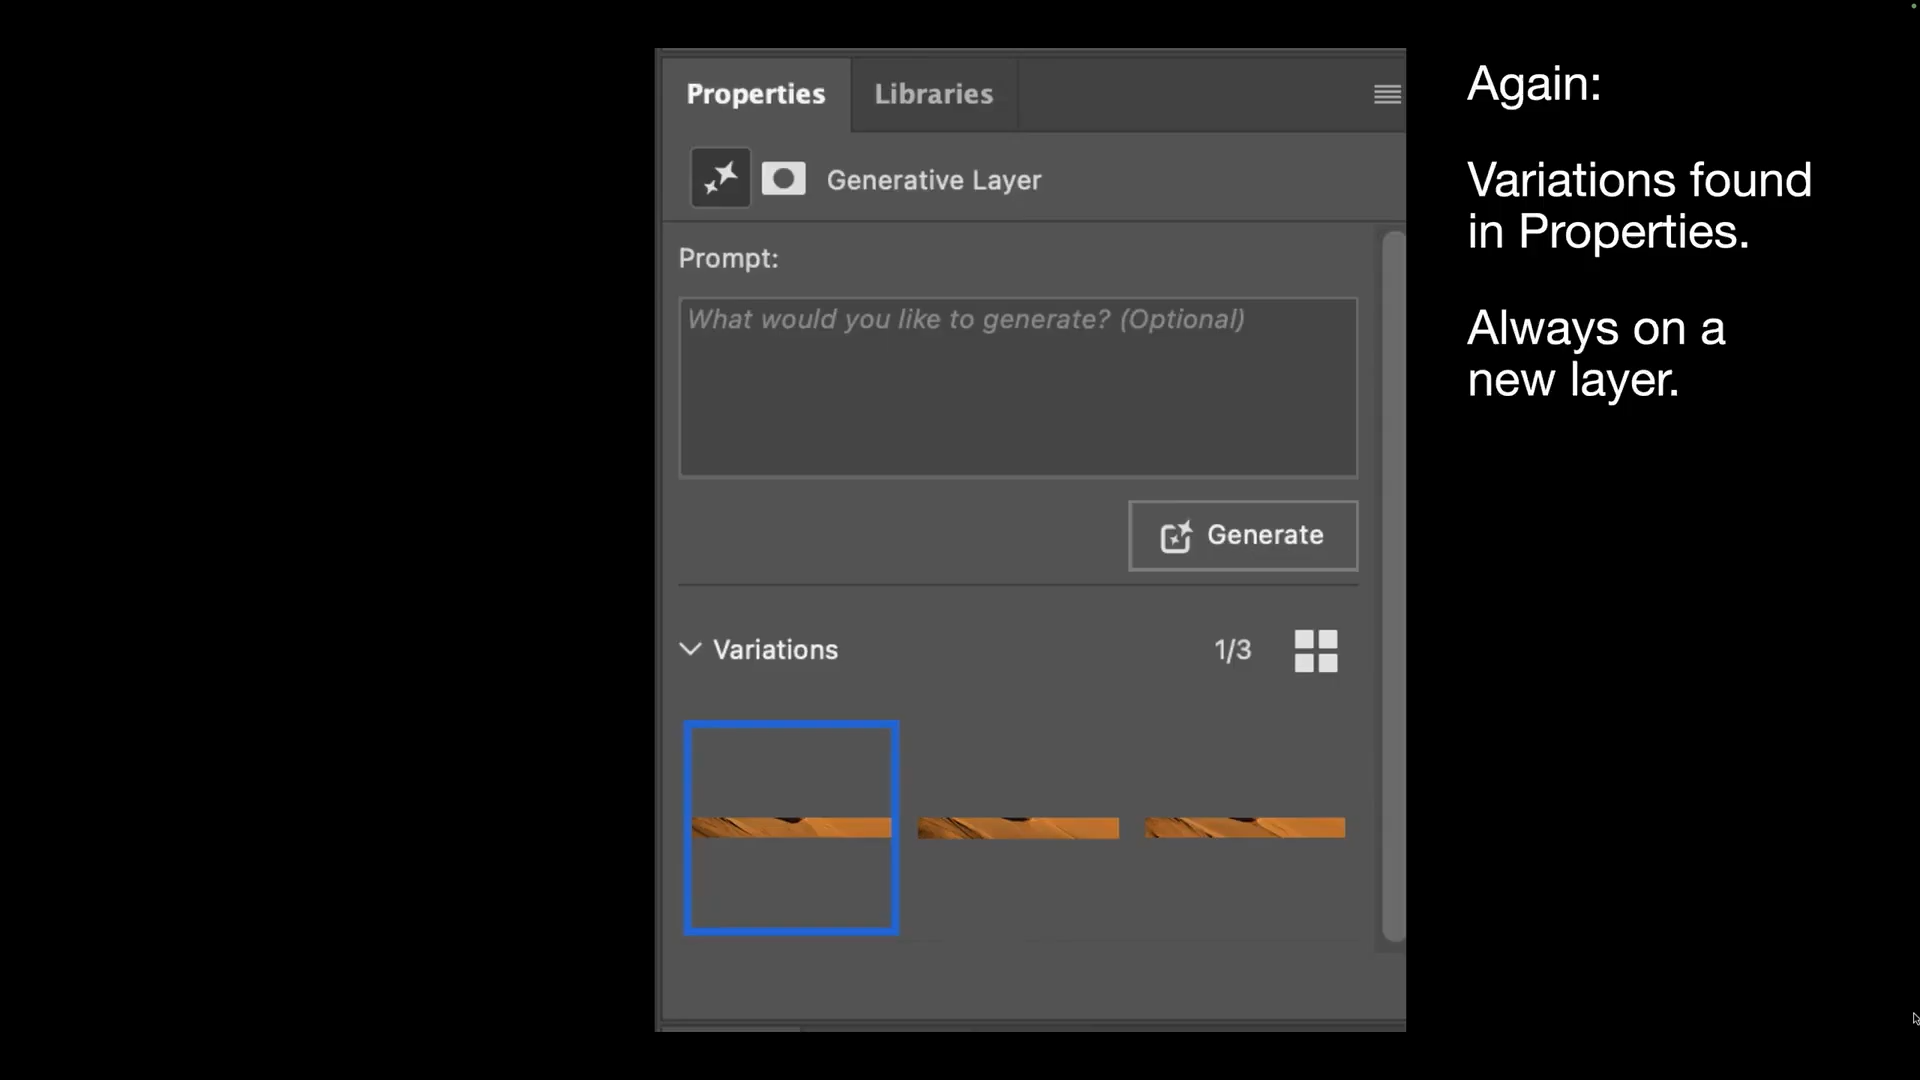 Properties
Libraries
Generative Layer
Prompt:
What would you like to generate? (Optional)
Generate
Variations
1/3
Again:
Variations found
in Properties.
Always on a
new layer.